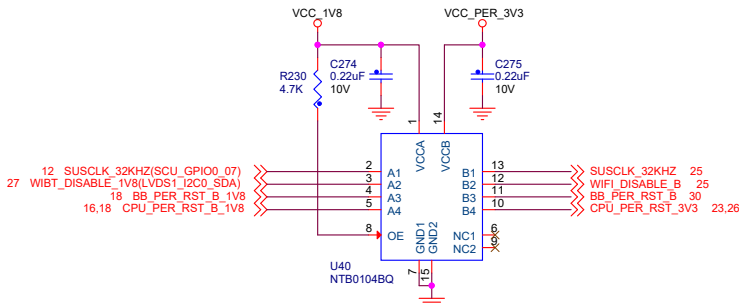 VCC_1V8 VCC_PER_3V3
R230 4.7K
C274 0.22uF 10V
C275 0.22uF 10V
1 14
VCCA VCCB
12 SUSCLK_32KHZ(SCU_GPIO0_07) 2 A1 B1 13 SUSCLK_32KHZ 25
27 WIBT_DISABLE_1V8(LVDS1_I2C0_SDA) 3 A2 B2 12 WIFI_DISABLE_B 25
18 BB_PER_RST_B_1V8 4 A3 B3 11 BB_PER_RST_B 30
16,18 CPU_PER_RST_B_1V8 5 A4 B4 10 CPU_PER_RST_3V3 23,26
8 OE NC1 6
NC2 9
GND1 GND2
7 15
U40
NTB0104BQ